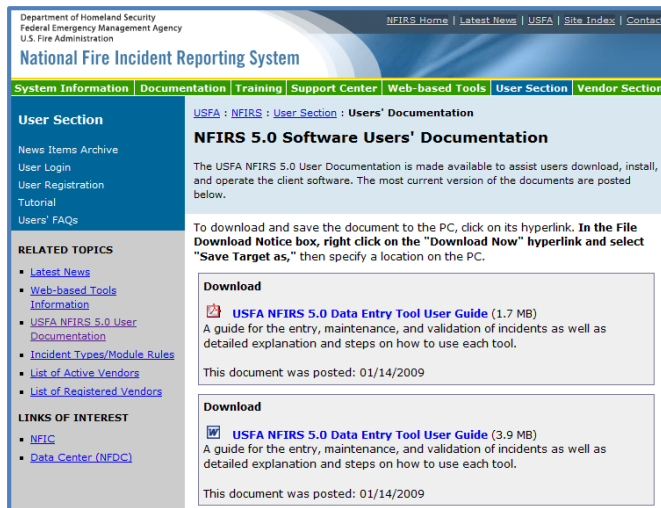 Department of Homeland Security
Federal Emergency Management Agency
U.S. Fire Administration
National Fire Incident Reporting System
NFIRS Home | Latest News | USFA | Site Index | Contact
System Information | Documentation | Training | Support Center | Web-based Tools | User Section | Vendor Section
User Section
News Items Archive
User Login
User Registration
Tutorial
Users' FAQs
RELATED TOPICS
Latest News
Web-based Tools
Information
USFA NFIRS 5.0 User
Documentation
Incident Types/Module Rules
List of Active Vendors
List of Registered Vendors
LINKS OF INTEREST
NFIC
Data Center (NFDC)
USFA : NFIRS : User Section : Users' Documentation
NFIRS 5.0 Software Users' Documentation
The USFA NFIRS 5.0 User Documentation is made available to assist users download, install,
and operate the client software. The most current version of the documents are posted
below.
To download and save the document to the PC, click on its hyperlink. In the File
Download Notice box, right click on the "Download Now" hyperlink and select
"Save Target as," then specify a location on the PC.
Download
USFA NFIRS 5.0 Data Entry Tool User Guide (1.7 MB)
A guide for the entry, maintenance, and validation of incidents as well as
detailed explanation and steps on how to use each tool.
This document was posted: 01/14/2009
Download
USFA NFIRS 5.0 Data Entry Tool User Guide (3.9 MB)
A guide for the entry, maintenance, and validation of incidents as well as
detailed explanation and steps on how to use each tool.
This document was posted: 01/14/2009